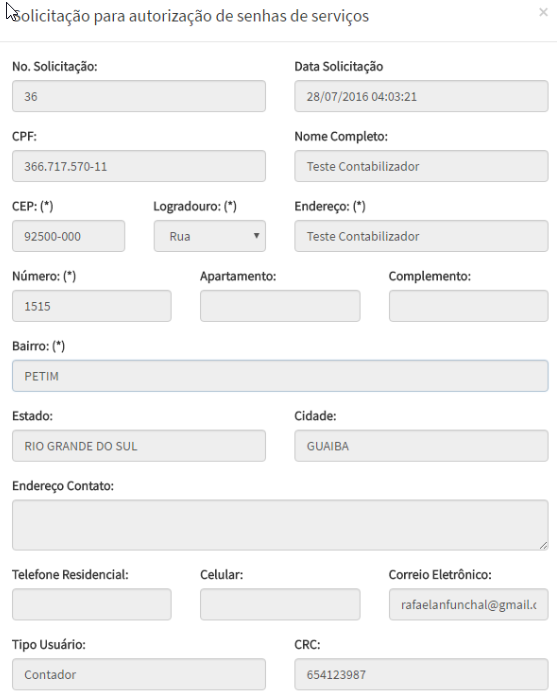 Solicitação para autorização de senhas de serviços ×
No. Solicitação: Data Solicitação
36 28/07/2016 04:03:21
CPF: Nome Completo:
366.717.570-11 Teste Contabilizador
CEP: (*) Logradouro: (*) Endereço: (*)
92500-000 Rua Teste Contabilizador
Número: (*) Apartamento: Complemento:
1515
Bairro: (*)
PETIM
Estado: Cidade:
RIO GRANDE DO SUL GUAIBA
Endereço Contato:
Telefone Residencial: Celular: Correio Eletrônico:
rafaelanfunchal@gmail.c
Tipo Usuário: CRC:
Contador 654123987